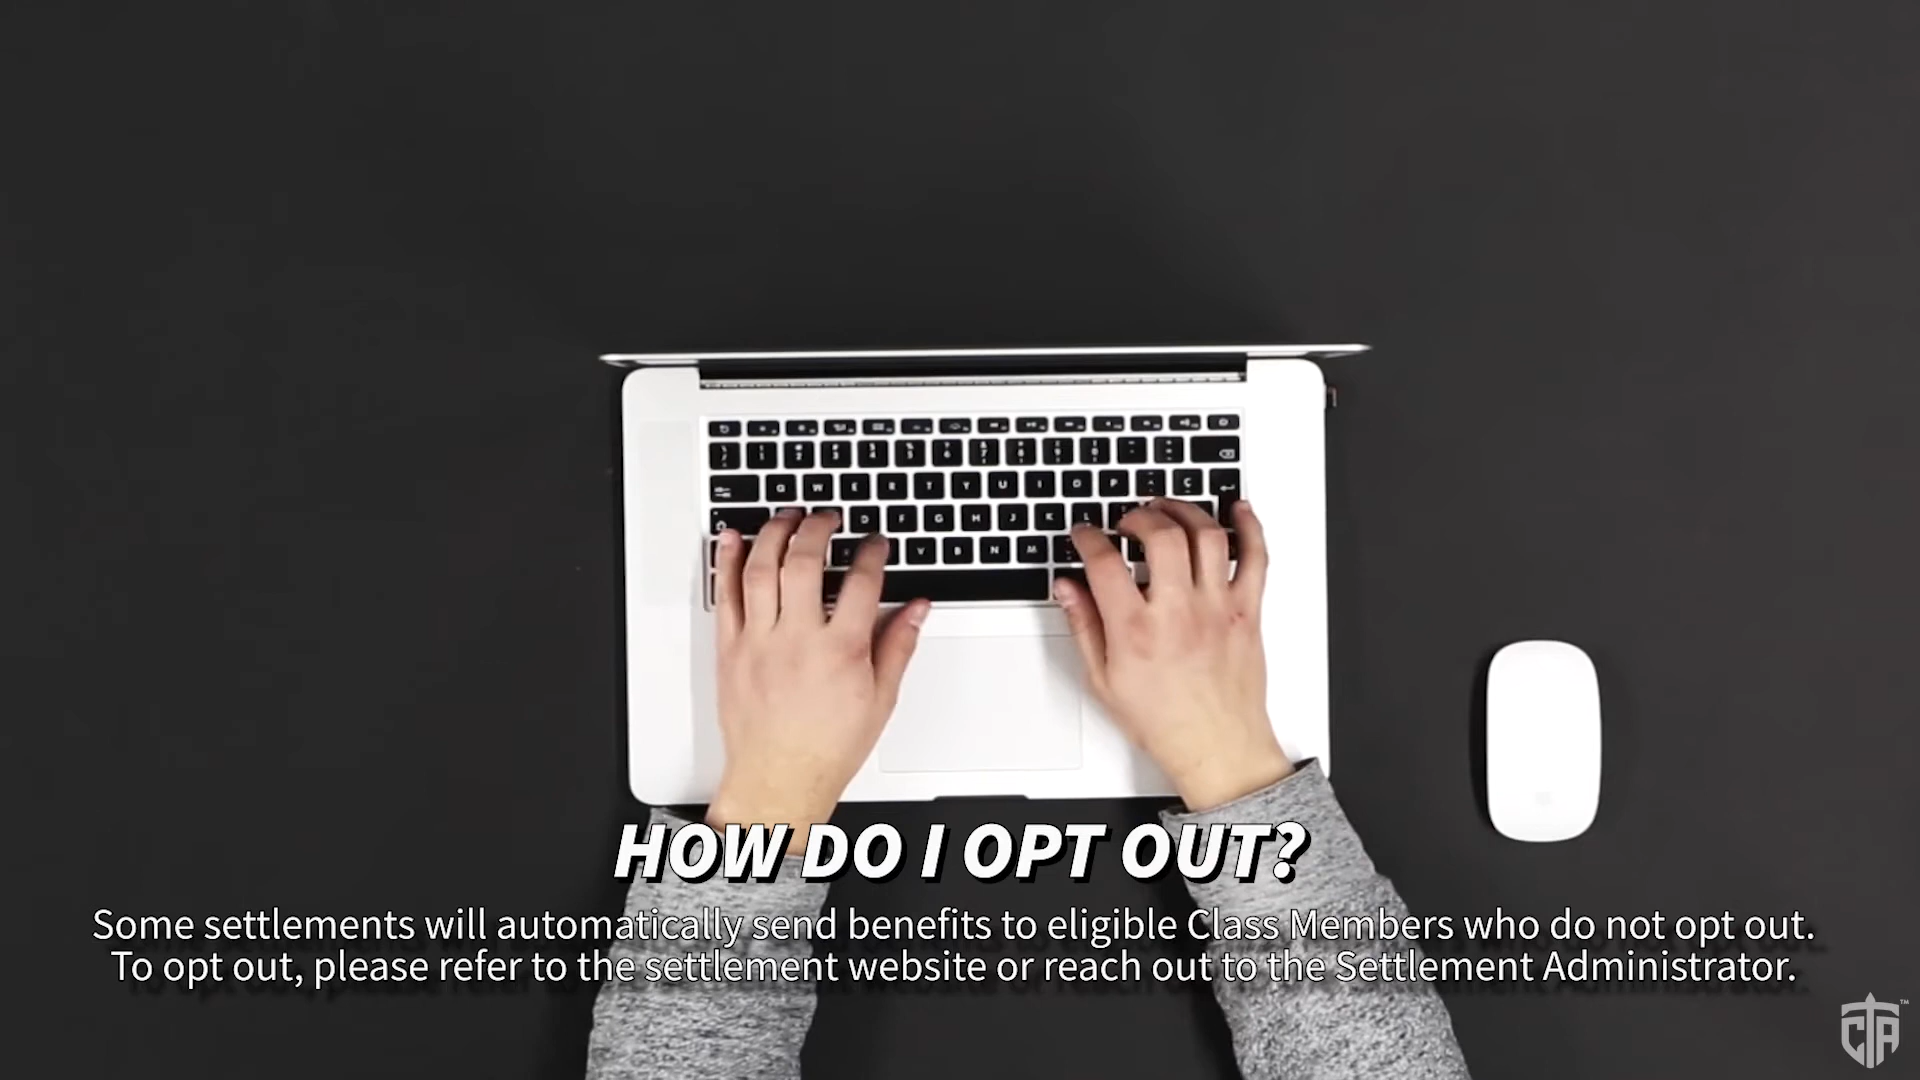 HOW DO I OPT OUT?
Some settlements will automatically send benefits to eligible Class Members who do not opt out.
To opt out, please refer to the settlement website or reach out to the Settlement Administrator.
CTA